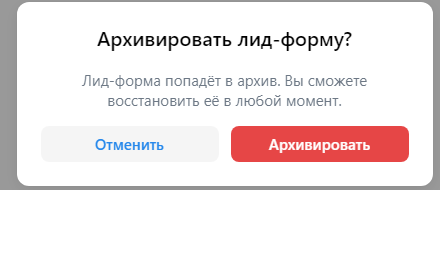 Архивировать лид-форму?
Лид-форма попадёт в архив. Вы сможете
восстановить её в любой момент.
Отменить
Архивировать